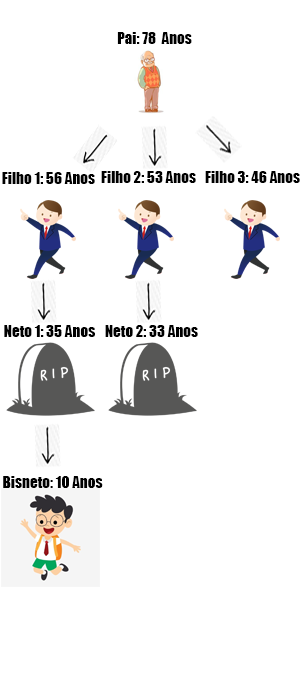 Pai: 78 Anos
Filho 1: 56 Anos
Filho 2: 53 Anos
Filho 3: 46 Anos
Neto 1: 35 Anos
Neto 2: 33 Anos
RIP
RIP
Bisneto: 10 Anos